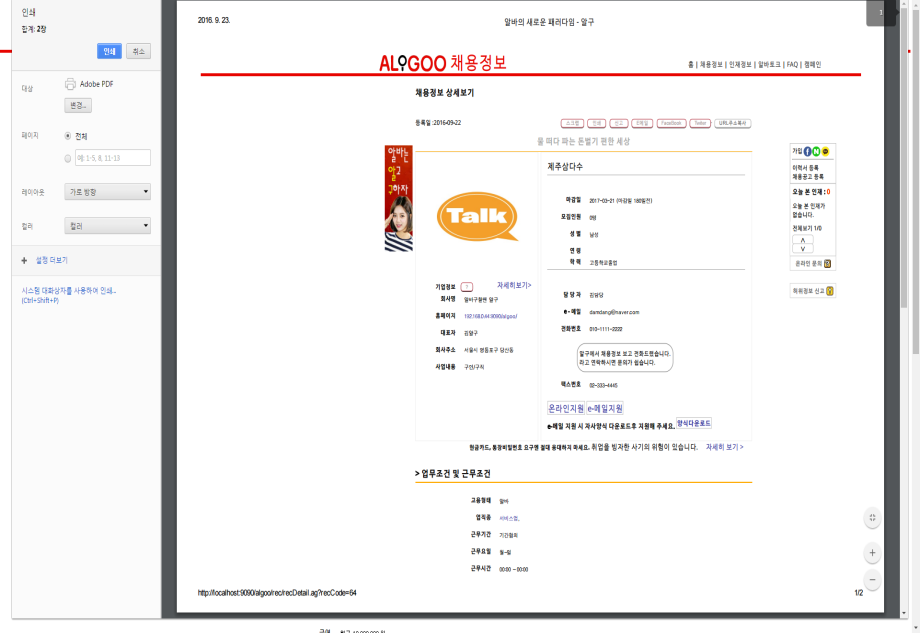 인쇄
합계: 2장
인쇄 취소
대상 Adobe PDF
변경...
페이지 전체
예: 1-5, 8, 11-13
레이아웃 가로 방향
컬러 컬러
+ 설정 더보기
시스템 대화상자를 사용하여 인쇄...
(Ctrl+Shift+P)
2016. 9. 23. 알바의 새로운 패러다임 - 알구
1
AL GOO 채용정보
홈 | 채용정보 | 인재정보 | 알바토크 | FAQ | 캠페인
채용정보 상세보기
등록일 :2016-09-22
스크랩 인쇄 신고 E메일 FaceBook Twitter URL주소복사
물 떠다 파는 돈벌기 편한 세상
알바는
알고
구하자
Talk
기업정보 자세히보기>
회사명 알바구할땐 알구
홈페이지 192.168.0.44:9090/algoo/
대표자 김알구
회사주소 서울시 영등포구 당산동
사업내용 구인/구직
제주삼다수
마감일 2017-03-21 (마감일 180일전)
모집인원 0명
성 별 남성
연 령
학 력 고등학교졸업
담 당 자 김담당
e - 메일 damdang@naver.com
전화번호 010-1111-2222
알구에서 채용정보 보고 전화드렸습니다.
라고 연락하시면 문의가 쉽습니다.
팩스번호 02-333-4445
온라인지원 e-메일지원
e-메일 지원 시 자사양식 다운로드후 지원해 주세요. 양식다운로드
현금카드, 통장비밀번호 요구엔 절대 응대하지 마세요. 취업을 빙자한 사기의 위험이 있습니다. 자세히 보기 >
가입
이력서 등록
채용공고 등록
오늘 본 인재 : 0
오늘 본 인재가
없습니다.
전체보기 1/0
온라인 문의
허위정보 신고
> 업무조건 및 근무조건
고용형태 알바
업직종 서비스업,
근무기간 기간협의
근무요일 월~일
근무시간 00:00 ~ 00:00
http://localhost:9090/algoo/rec/recDetail.ag?recCode=64 1/2